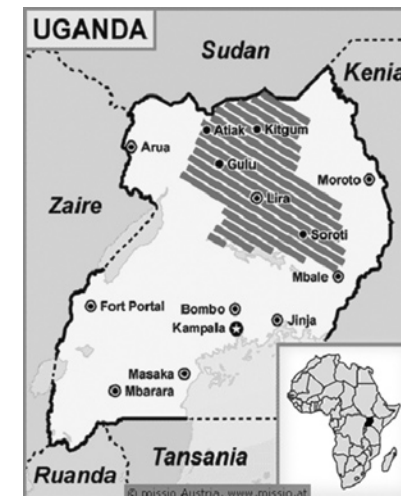 UGANDA
Sudan
Kenia
Atiak
Kitgum
Arua
Gulu
Moroto
Zaire
Lira
Soroti
Mbale
Fort Portal
Bombo
Kampala
Jinja
Masaka
Mbarara
Tansania
Ruanda
© missio Austria, www.missio.at